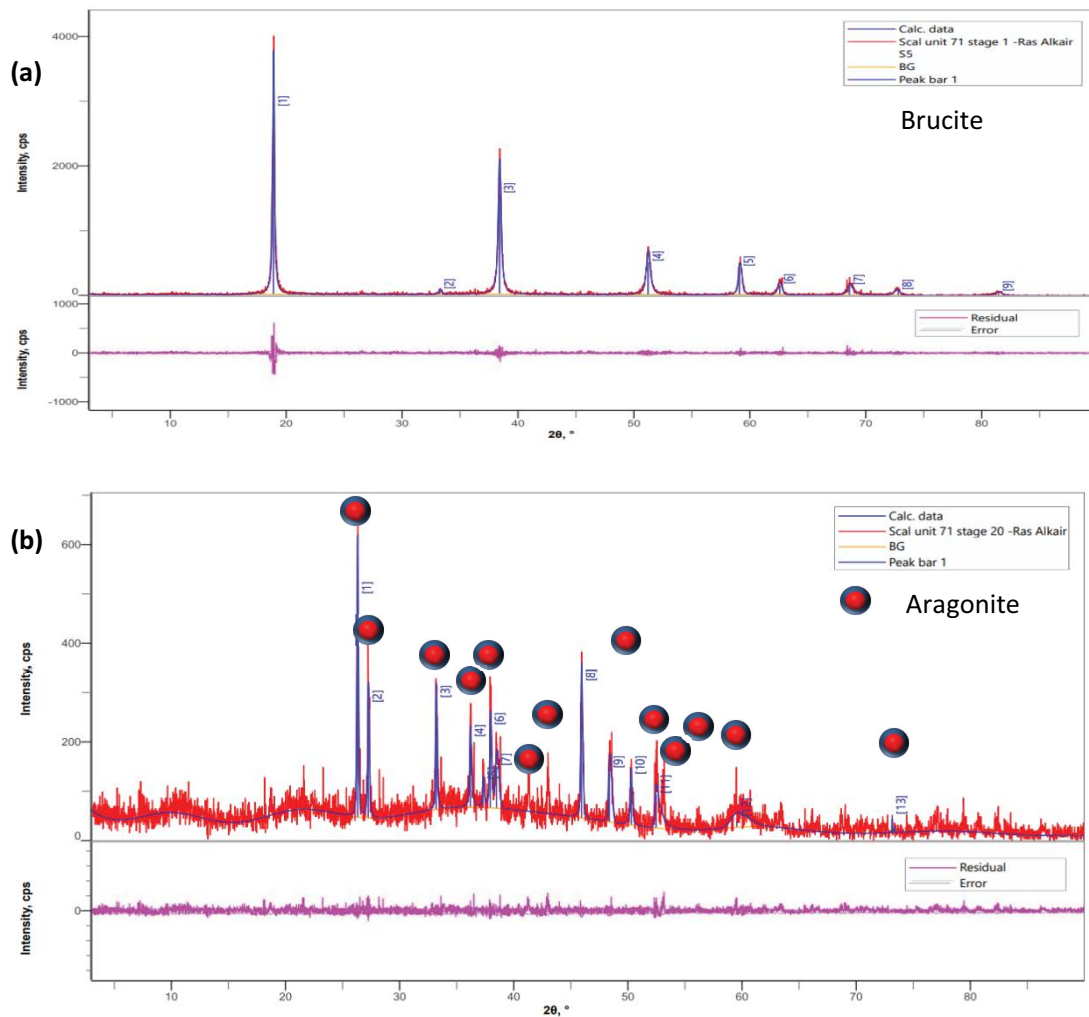 (a)
Intensity, cps
4000
2000
0
[1]
[2]
[3]
[4]
[5]
[6]
[7]
[8]
[9]
Calc. data
Scal unit 71 stage 1 -Ras Alkair
S5
BG
Peak bar 1
Brucite
Intensity, cps
1000
0
-1000
Residual
Error
10 20 30 40 50 60 70 80
2θ, °
(b)
Intensity, cps
600
400
200
0
[1]
[2]
[3]
[4]
[6]
[7]
[8]
[9]
[10]
[11]
[13]
Calc. data
Scal unit 71 stage 20 -Ras Alkair
BG
Peak bar 1
Aragonite
Intensity, cps
0
Residual
Error
10 20 30 40 50 60 70 80
2θ, °